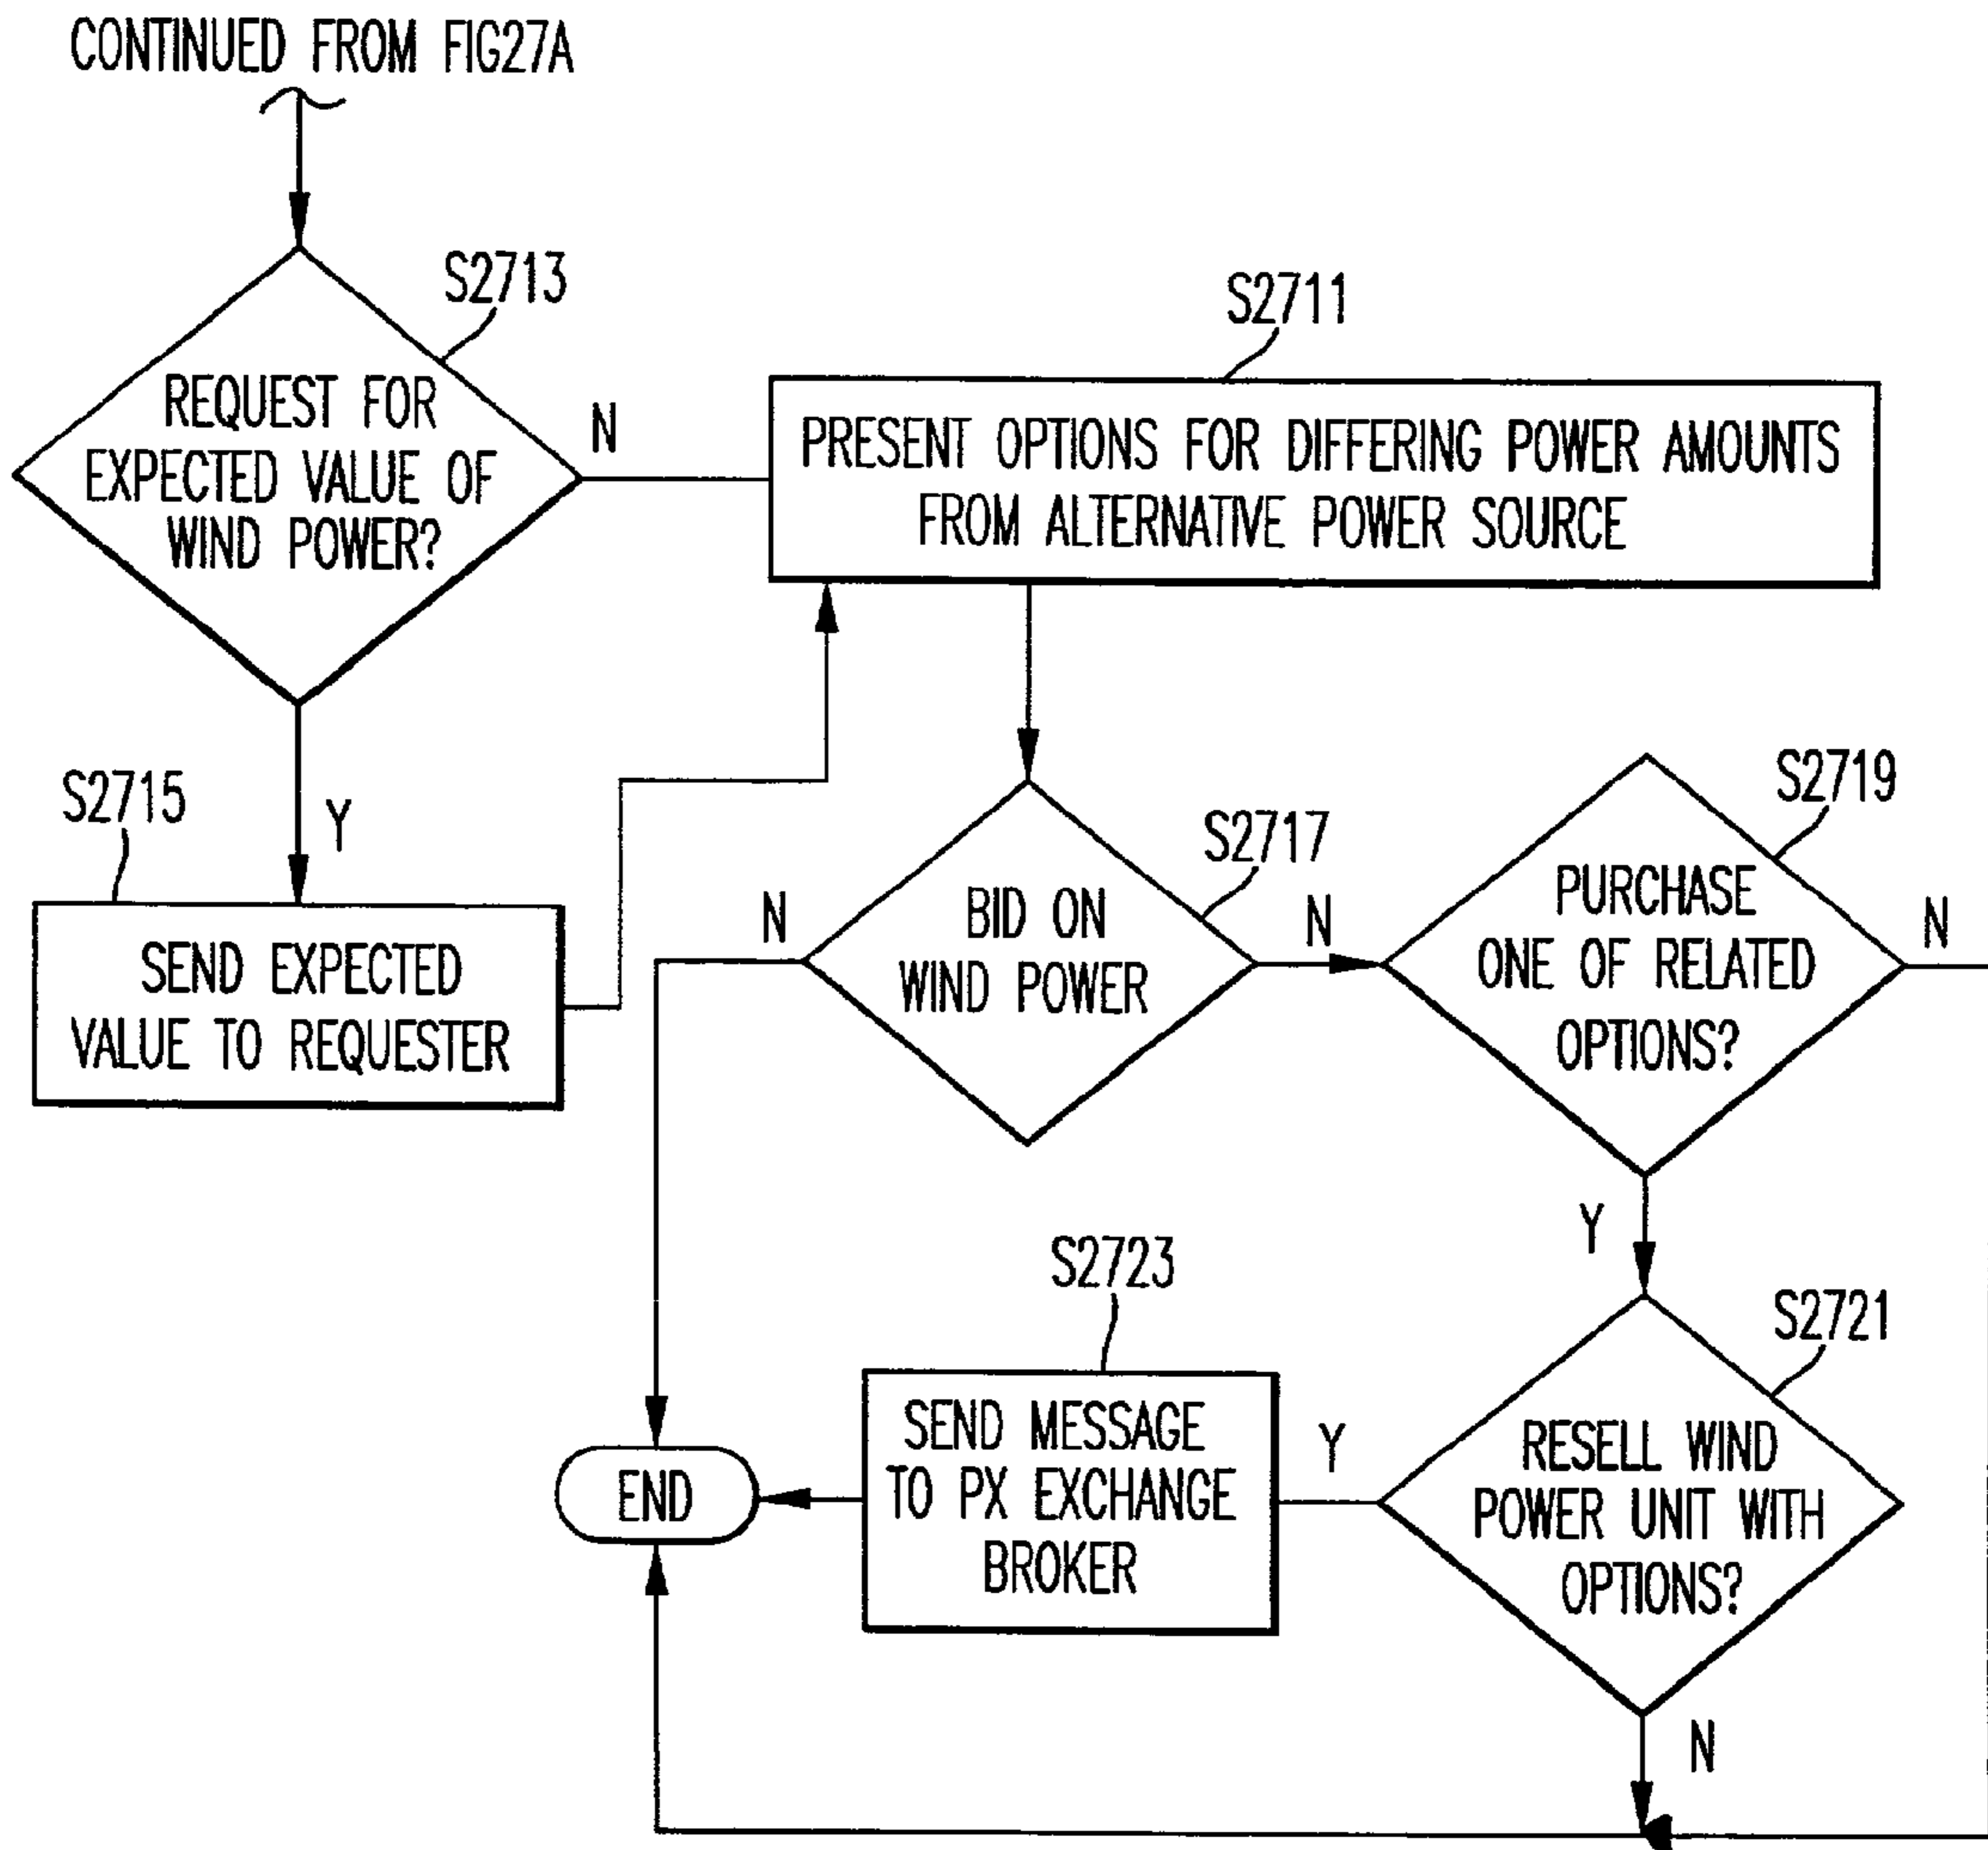 CONTINUED FROM FIG27A
S2713
REQUEST FOR
EXPECTED VALUE OF
WIND POWER?
N
S2711
PRESENT OPTIONS FOR DIFFERING POWER AMOUNTS
FROM ALTERNATIVE POWER SOURCE
Y
S2715
SEND EXPECTED
VALUE TO REQUESTER
S2717
N
BID ON
WIND POWER
N
S2719
PURCHASE
ONE OF RELATED
OPTIONS?
N
Y
S2721
RESELL WIND
POWER UNIT WITH
OPTIONS?
Y
N
S2723
SEND MESSAGE
TO PX EXCHANGE
BROKER
END